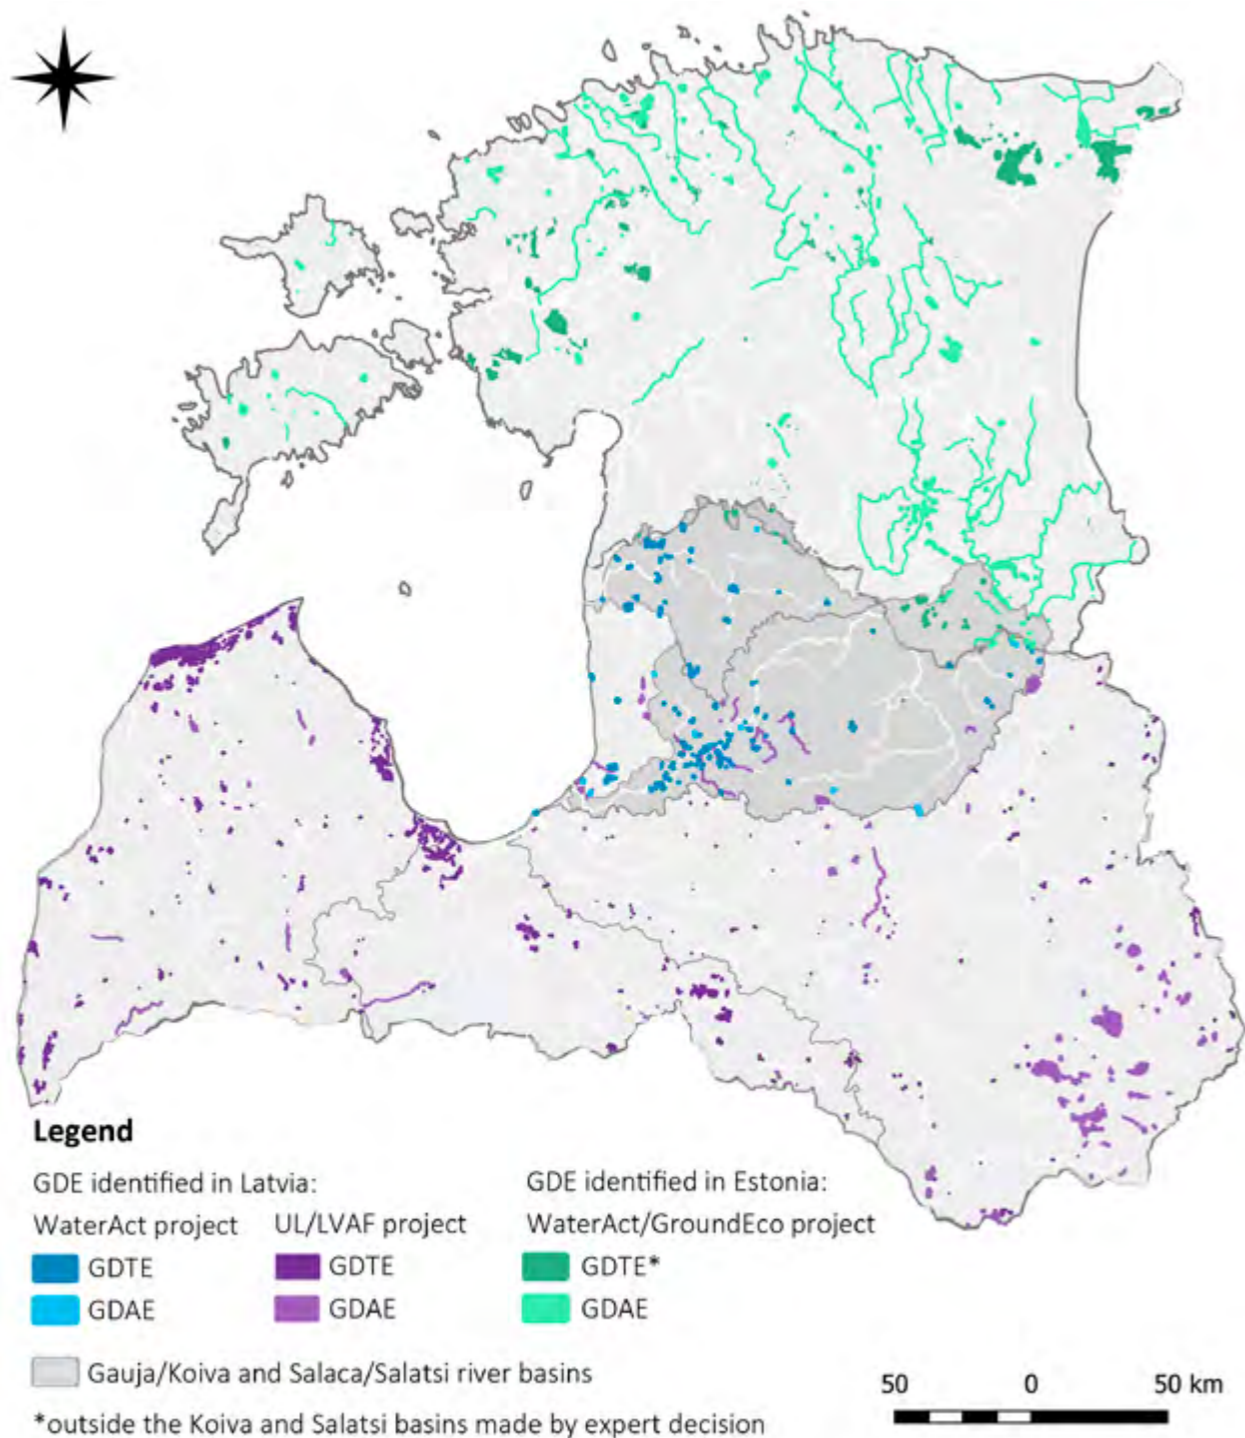 Legend
GDE identified in Latvia:
GDE identified in Estonia:
WaterAct project
UL/LVAF project
WaterAct/GroundEco project
GDTE
GDTE
GDTE*
GDAE
GDAE
GDAE
Gauja/Koiva and Salaca/Salatsi river basins
50 0 50 km
*outside the Koiva and Salatsi basins made by expert decision